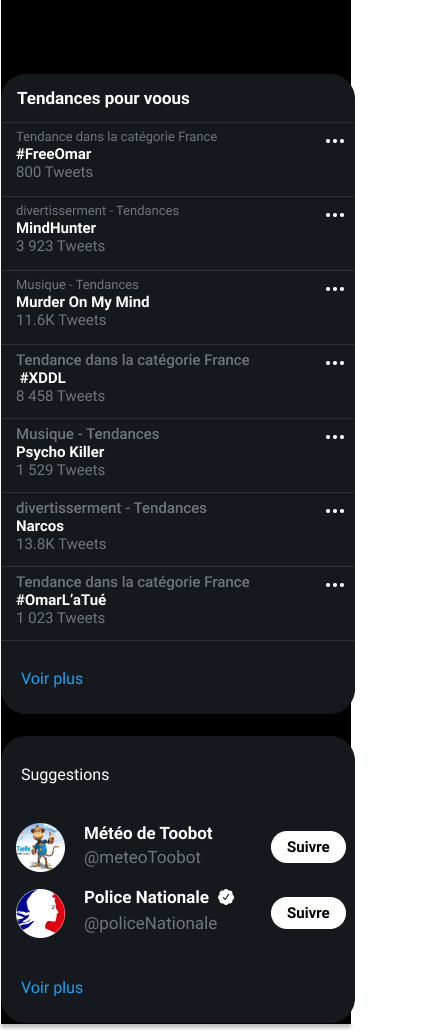 Tendances pour voous
Tendance dans la catégorie France
#FreeOmar
800 Tweets
divertisserment - Tendances
MindHunter
3 923 Tweets
Musique - Tendances
Murder On My Mind
11.6K Tweets
Tendance dans la catégorie France
#XDDL
8 458 Tweets
Musique - Tendances
Psycho Killer
1 529 Tweets
divertisserment - Tendances
Narcos
13.8K Tweets
Tendance dans la catégorie France
#OmarL'aTué
1 023 Tweets
Voir plus
Suggestions
Météo de Toobot
@meteoToobot
Suivre
Police Nationale
@policeNationale
Suivre
Voir plus